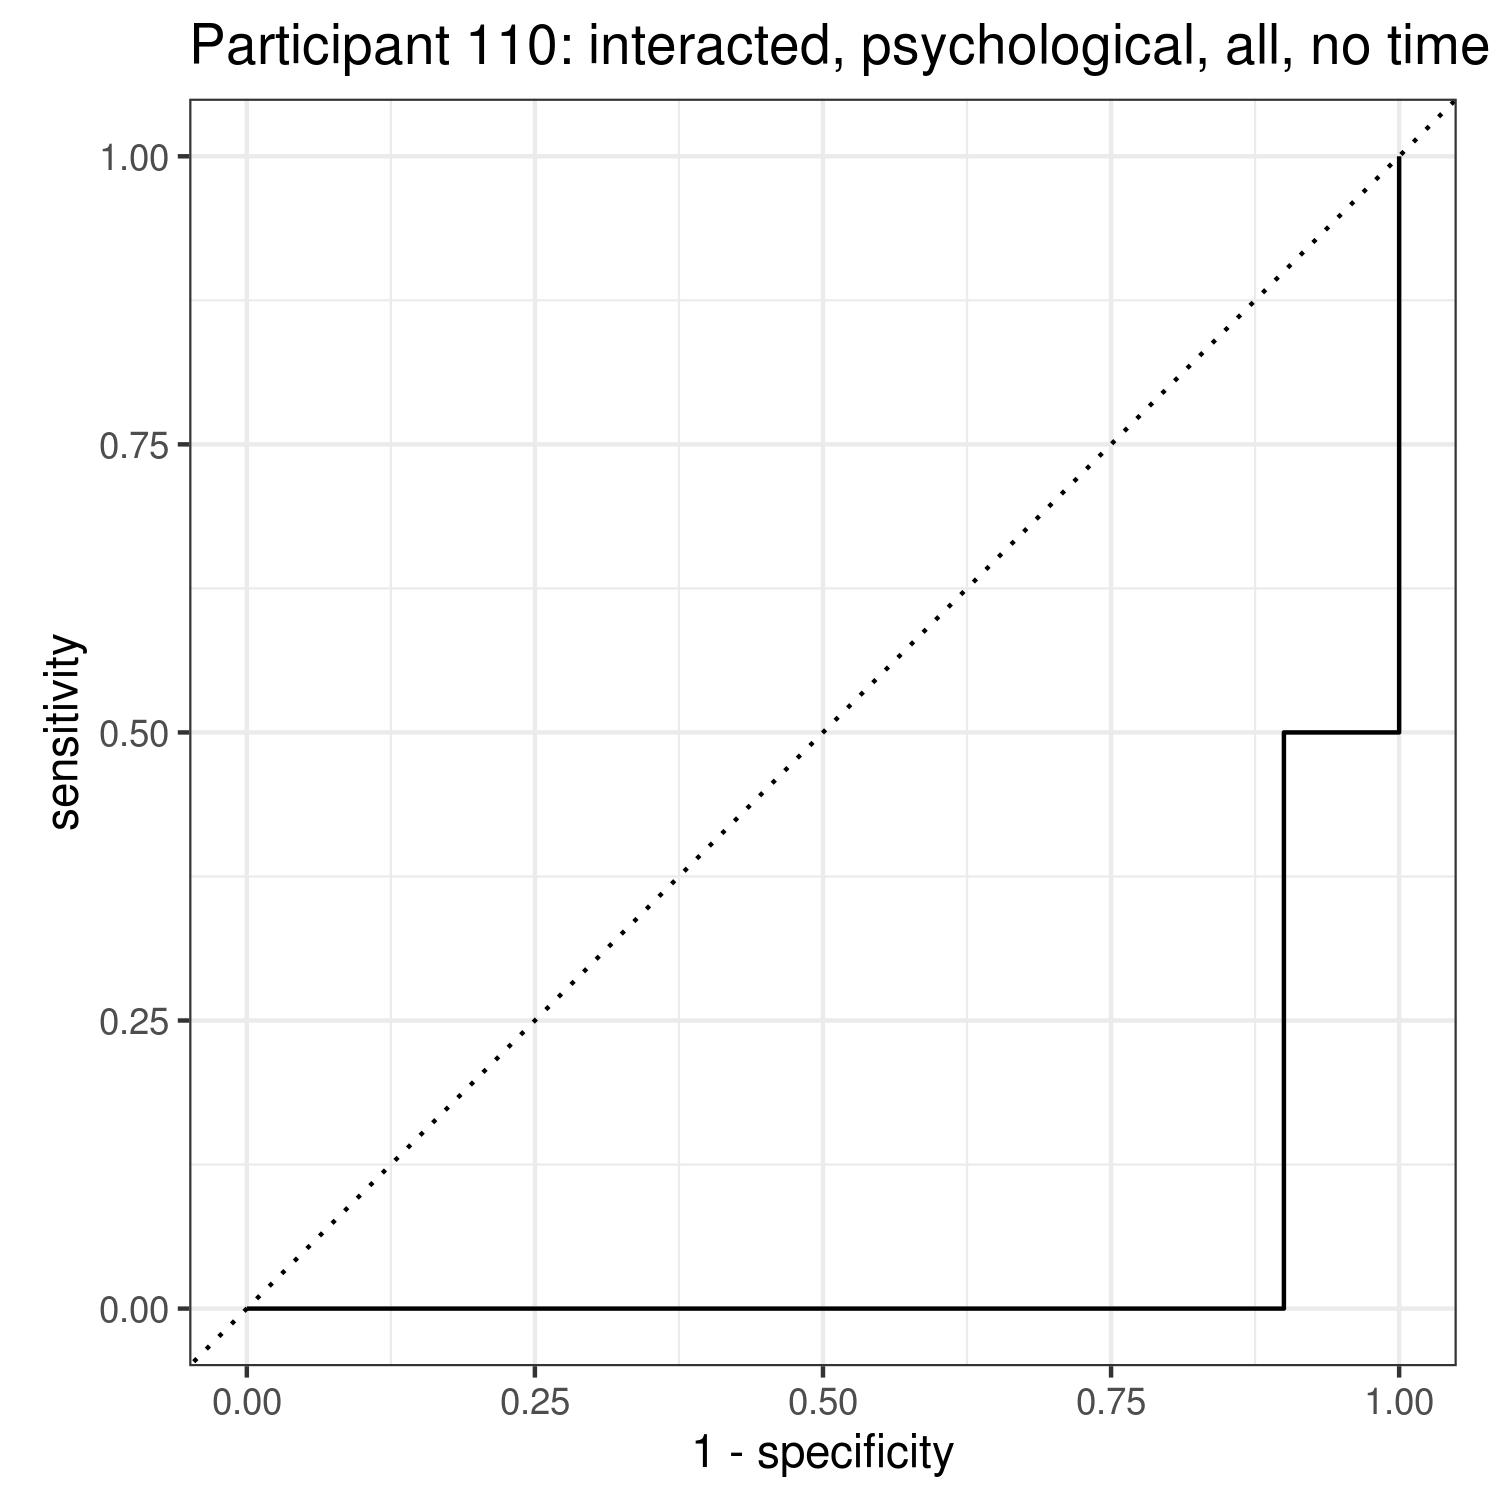 Participant 110: interacted, psychological, all, no time
1.00
0.75
0.50
0.25
0.00
sensitivity
0.00 0.25 0.50 0.75 1.00
1 - specificity